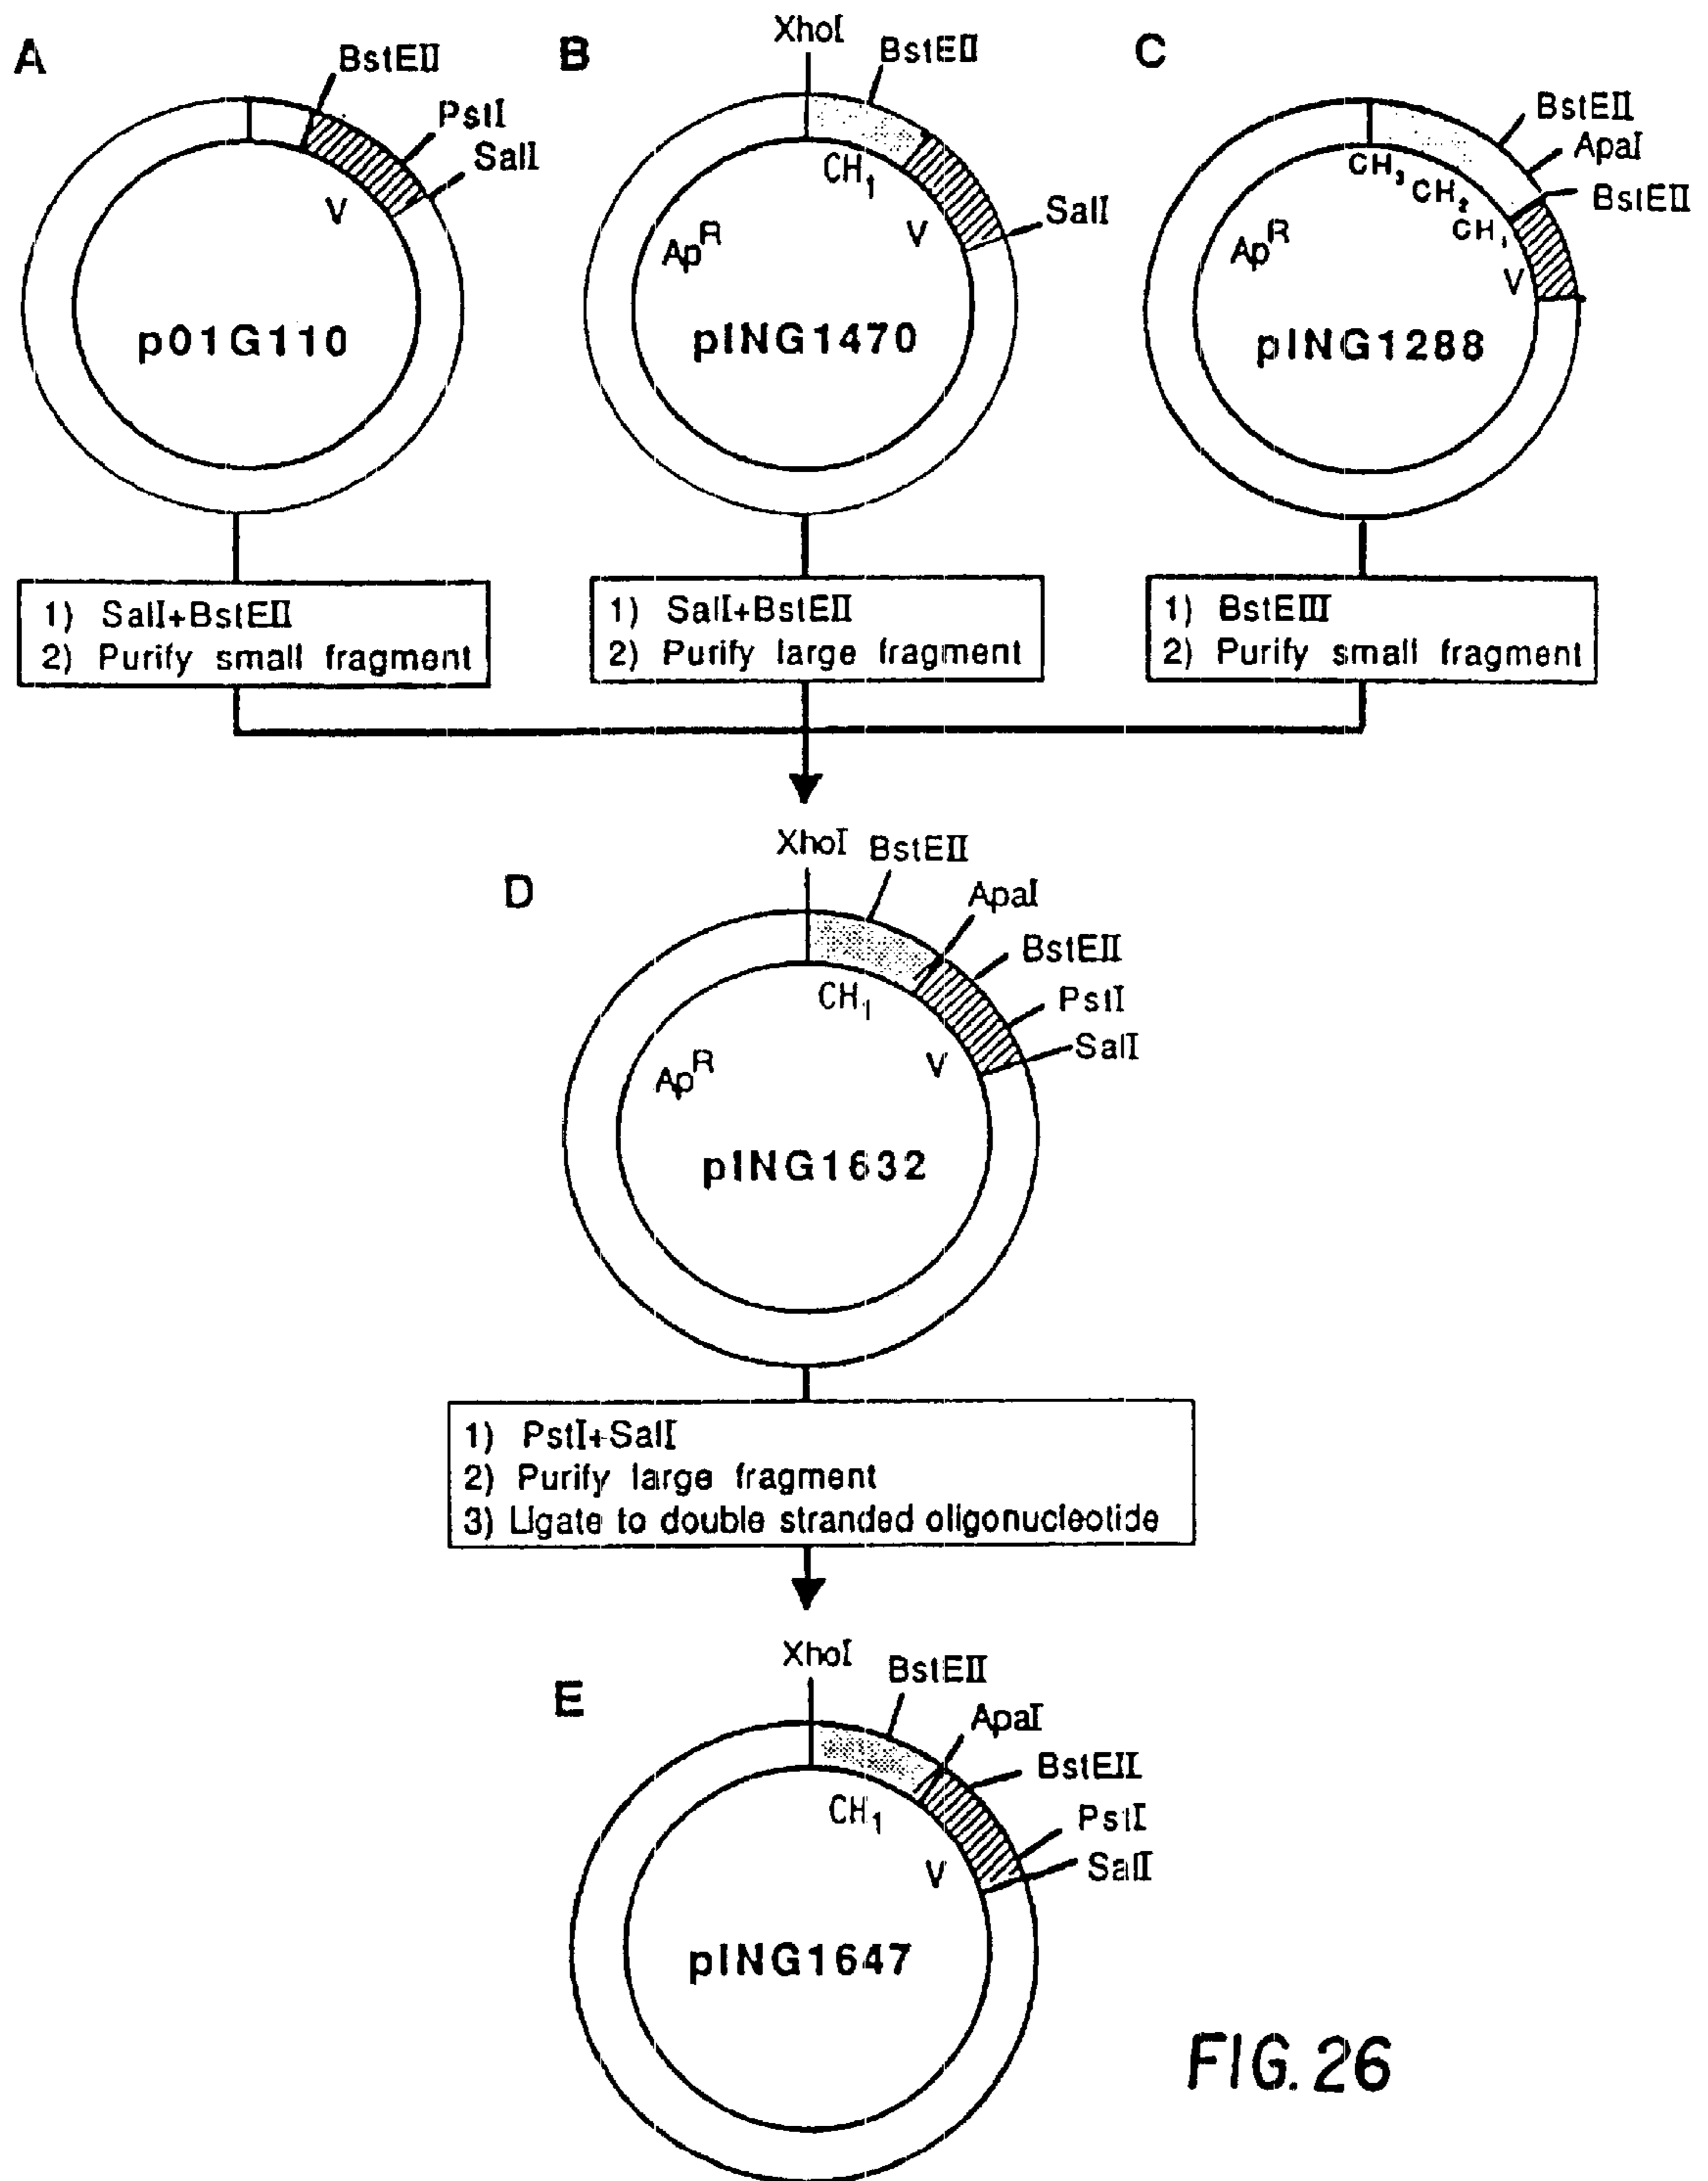 A
BstEII
PstI
SalI
V
p01G110
B
XhoI
BstEII
CH1
SalI
V
ApR
pING1470
C
BstEII
ApaI
BstEII
CH3
CH2
CH1
V
ApR
pING1288
1) SalI+BstEII
2) Purify small fragment
1) SalI+BstEII
2) Purify large fragment
1) BstEIII
2) Purify small fragment
D
XhoI
BstEII
ApaI
BstEII
PstI
SalI
CH1
V
ApR
pING1632
1) PstI+SalI
2) Purify large fragment
3) Ligate to double stranded oligonucleotide
E
XhoI
BstEII
ApaI
BstEII
PstI
SalI
CH1
V
pING1647
FIG. 26